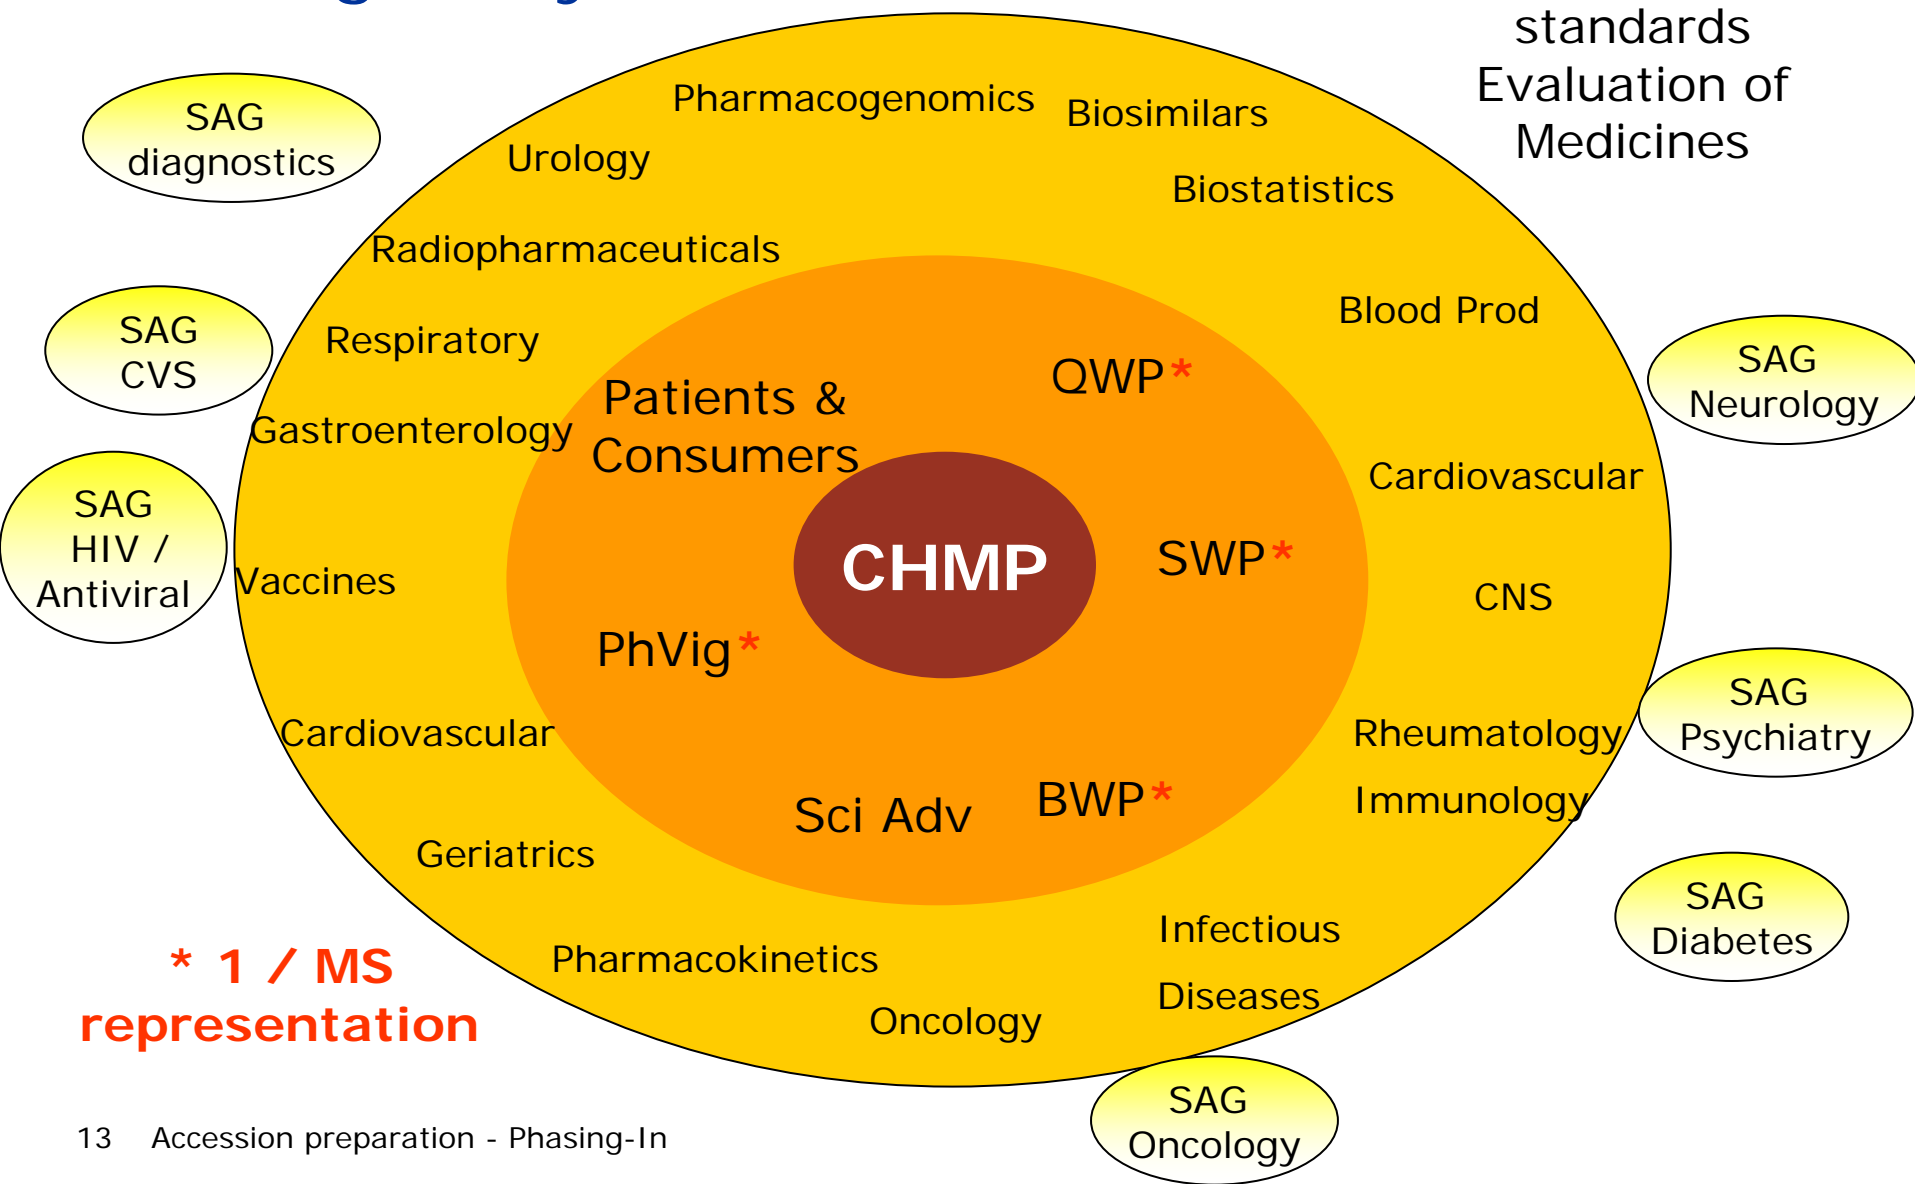 standards
Evaluation of
Medicines
SAG
diagnostics
Pharmacogenomics
Biosimilars
Urology
Biostatistics
Radiopharmaceuticals
Blood Prod
SAG
CVS
Respiratory
SAG
Neurology
QWP*
Patients &
Consumers
Gastroenterology
Cardiovascular
SAG
HIV /
Antiviral
CHMP
SWP*
Vaccines
CNS
PhVig*
SAG
Psychiatry
Cardiovascular
Rheumatology
Immunology
Sci Adv
BWP*
Geriatrics
SAG
Diabetes
Infectious
Diseases
Pharmacokinetics
Oncology
* 1 / MS
representation
SAG
Oncology
13 Accession preparation - Phasing-In